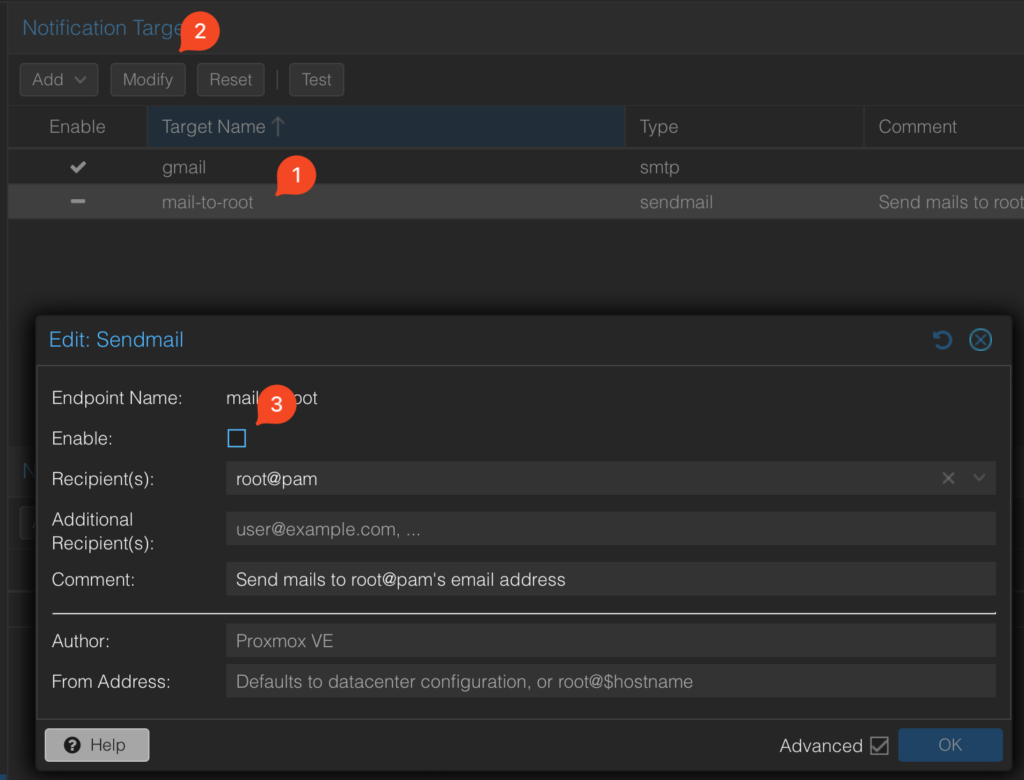 Notification Targe
2
Add Modify Reset Test
Enable Target Name Type Comment
gmail smtp
1
mail-to-root sendmail Send mails to root
Edit: Sendmail
Endpoint Name: mail oot
3
Enable:
Recipient(s): root@pam
Additional
Recipient(s): user@example.com, ...
Comment: Send mails to root@pam's email address
Author: Proxmox VE
From Address: Defaults to datacenter configuration, or root@$hostname
Help Advanced OK